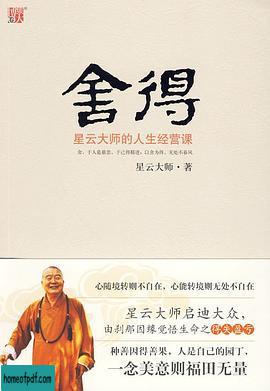 舍得
星云大师的人生经营课
星云大师·著
心随境转则不自在，心能转境则无处不自在
星云大师启迪大众，
由刹那因缘觉悟生命之得失盈亏
种善因得善果，人是自己的园丁，
一念美意则福田无量
homeofpdf.com